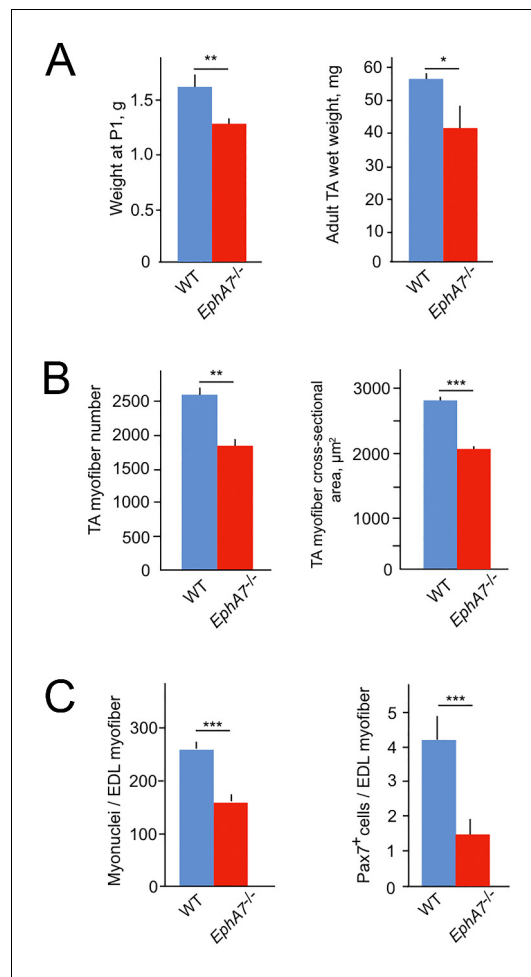 A
Weight at P1, g
1.5
1.0
0.5
0
**
WT
EphA7-/-
Adult TA wet weight, mg
60
50
40
30
20
10
0
*
WT
EphA7-/-
B
TA myofiber number
2500
2000
1500
1000
500
0
**
WT
EphA7-/-
TA myofiber cross-sectional
area, µm²
3000
2000
1000
0
***
WT
EphA7-/-
C
Myonuclei / EDL myofiber
300
200
100
0
***
WT
EphA7-/-
Pax7+ cells / EDL myofiber
5
4
3
2
1
0
***
WT
EphA7-/-